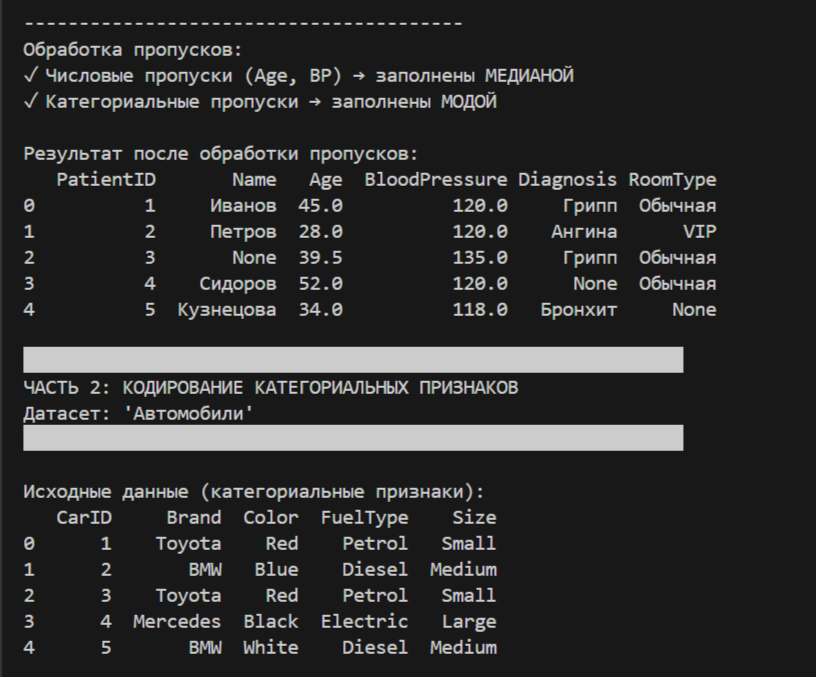 ----------------------------------------
Обработка пропусков:
✓ Числовые пропуски (Age, BP) → заполнены МЕДИАНОЙ
✓ Категориальные пропуски → заполнены МОДОЙ
Результат после обработки пропусков:
   PatientID       Name   Age  BloodPressure Diagnosis RoomType
0          1     Иванов  45.0          120.0     Грипп  Обычная
1          2     Петров  28.0          120.0    Ангина      VIP
2          3       None  39.5          135.0     Грипп  Обычная
3          4    Сидоров  52.0          120.0      None  Обычная
4          5  Кузнецова  34.0          118.0   Бронхит     None
ЧАСТЬ 2: КОДИРОВАНИЕ КАТЕГОРИАЛЬНЫХ ПРИЗНАКОВ
Датасет: 'Автомобили'
Исходные данные (категориальные признаки):
   CarID     Brand  Color  FuelType    Size
0      1    Toyota    Red    Petrol   Small
1      2       BMW   Blue    Diesel  Medium
2      3    Toyota    Red    Petrol   Small
3      4  Mercedes  Black  Electric   Large
4      5       BMW  White    Diesel  Medium